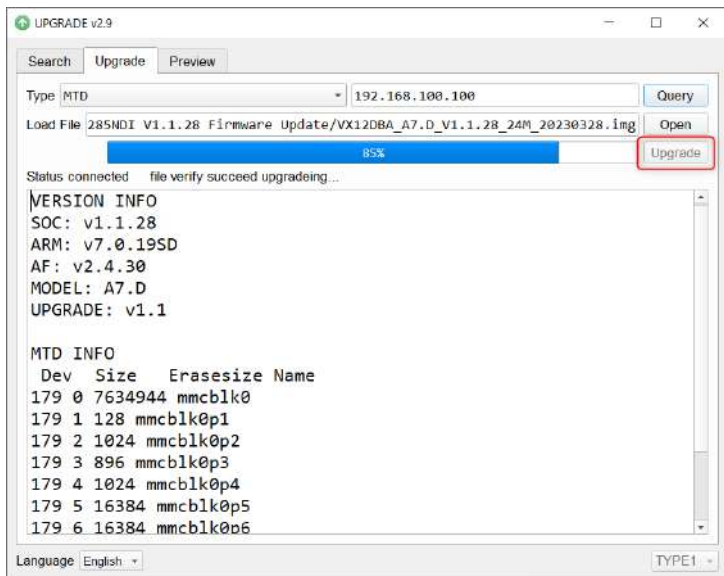 UPGRADE v2.9
Search Upgrade Preview
Type MTD 192.168.100.100 Query
Load File 285NDI V1.1.28 Firmware Update/VX12DBA_A7.D_V1.1.28_24M_20230328.img Open
85% Upgrade
Status connected file verify succeed upgradeing...
VERSION INFO
SOC: v1.1.28
ARM: v7.0.19SD
AF: v2.4.30
MODEL: A7.D
UPGRADE: v1.1
MTD INFO
Dev Size Erasesize Name
179 0 7634944 mmcblk0
179 1 128 mmcblk0p1
179 2 1024 mmcblk0p2
179 3 896 mmcblk0p3
179 4 1024 mmcblk0p4
179 5 16384 mmcblk0p5
179 6 16384 mmcblk0p6
Language English TYPE1